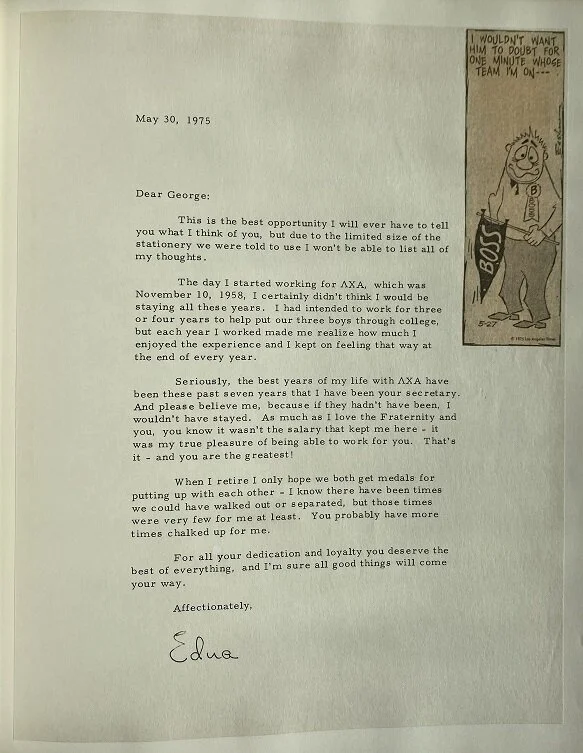 I WOULDN'T WANT
HIM TO DOUBT FOR
ONE MINUTE WHOSE
TEAM I'M ON---
B
BOSS
5-27
© 1975 Los Angeles Times
May 30, 1975
Dear George:
This is the best opportunity I will ever have to tell
you what I think of you, but due to the limited size of the
stationery we were told to use I won't be able to list all of
my thoughts.
The day I started working for ΛXA, which was
November 10, 1958, I certainly didn't think I would be
staying all these years. I had intended to work for three
or four years to help put our three boys through college,
but each year I worked made me realize how much I
enjoyed the experience and I kept on feeling that way at
the end of every year.
Seriously, the best years of my life with ΛXA have
been these past seven years that I have been your secretary.
And please believe me, because if they hadn't have been, I
wouldn't have stayed. As much as I love the Fraternity and
you, you know it wasn't the salary that kept me here - it
was my true pleasure of being able to work for you. That's
it - and you are the greatest!
When I retire I only hope we both get medals for
putting up with each other - I know there have been times
we could have walked out or separated, but those times
were very few for me at least. You probably have more
times chalked up for me.
For all your dedication and loyalty you deserve the
best of everything, and I'm sure all good things will come
your way.
Affectionately,
Edna